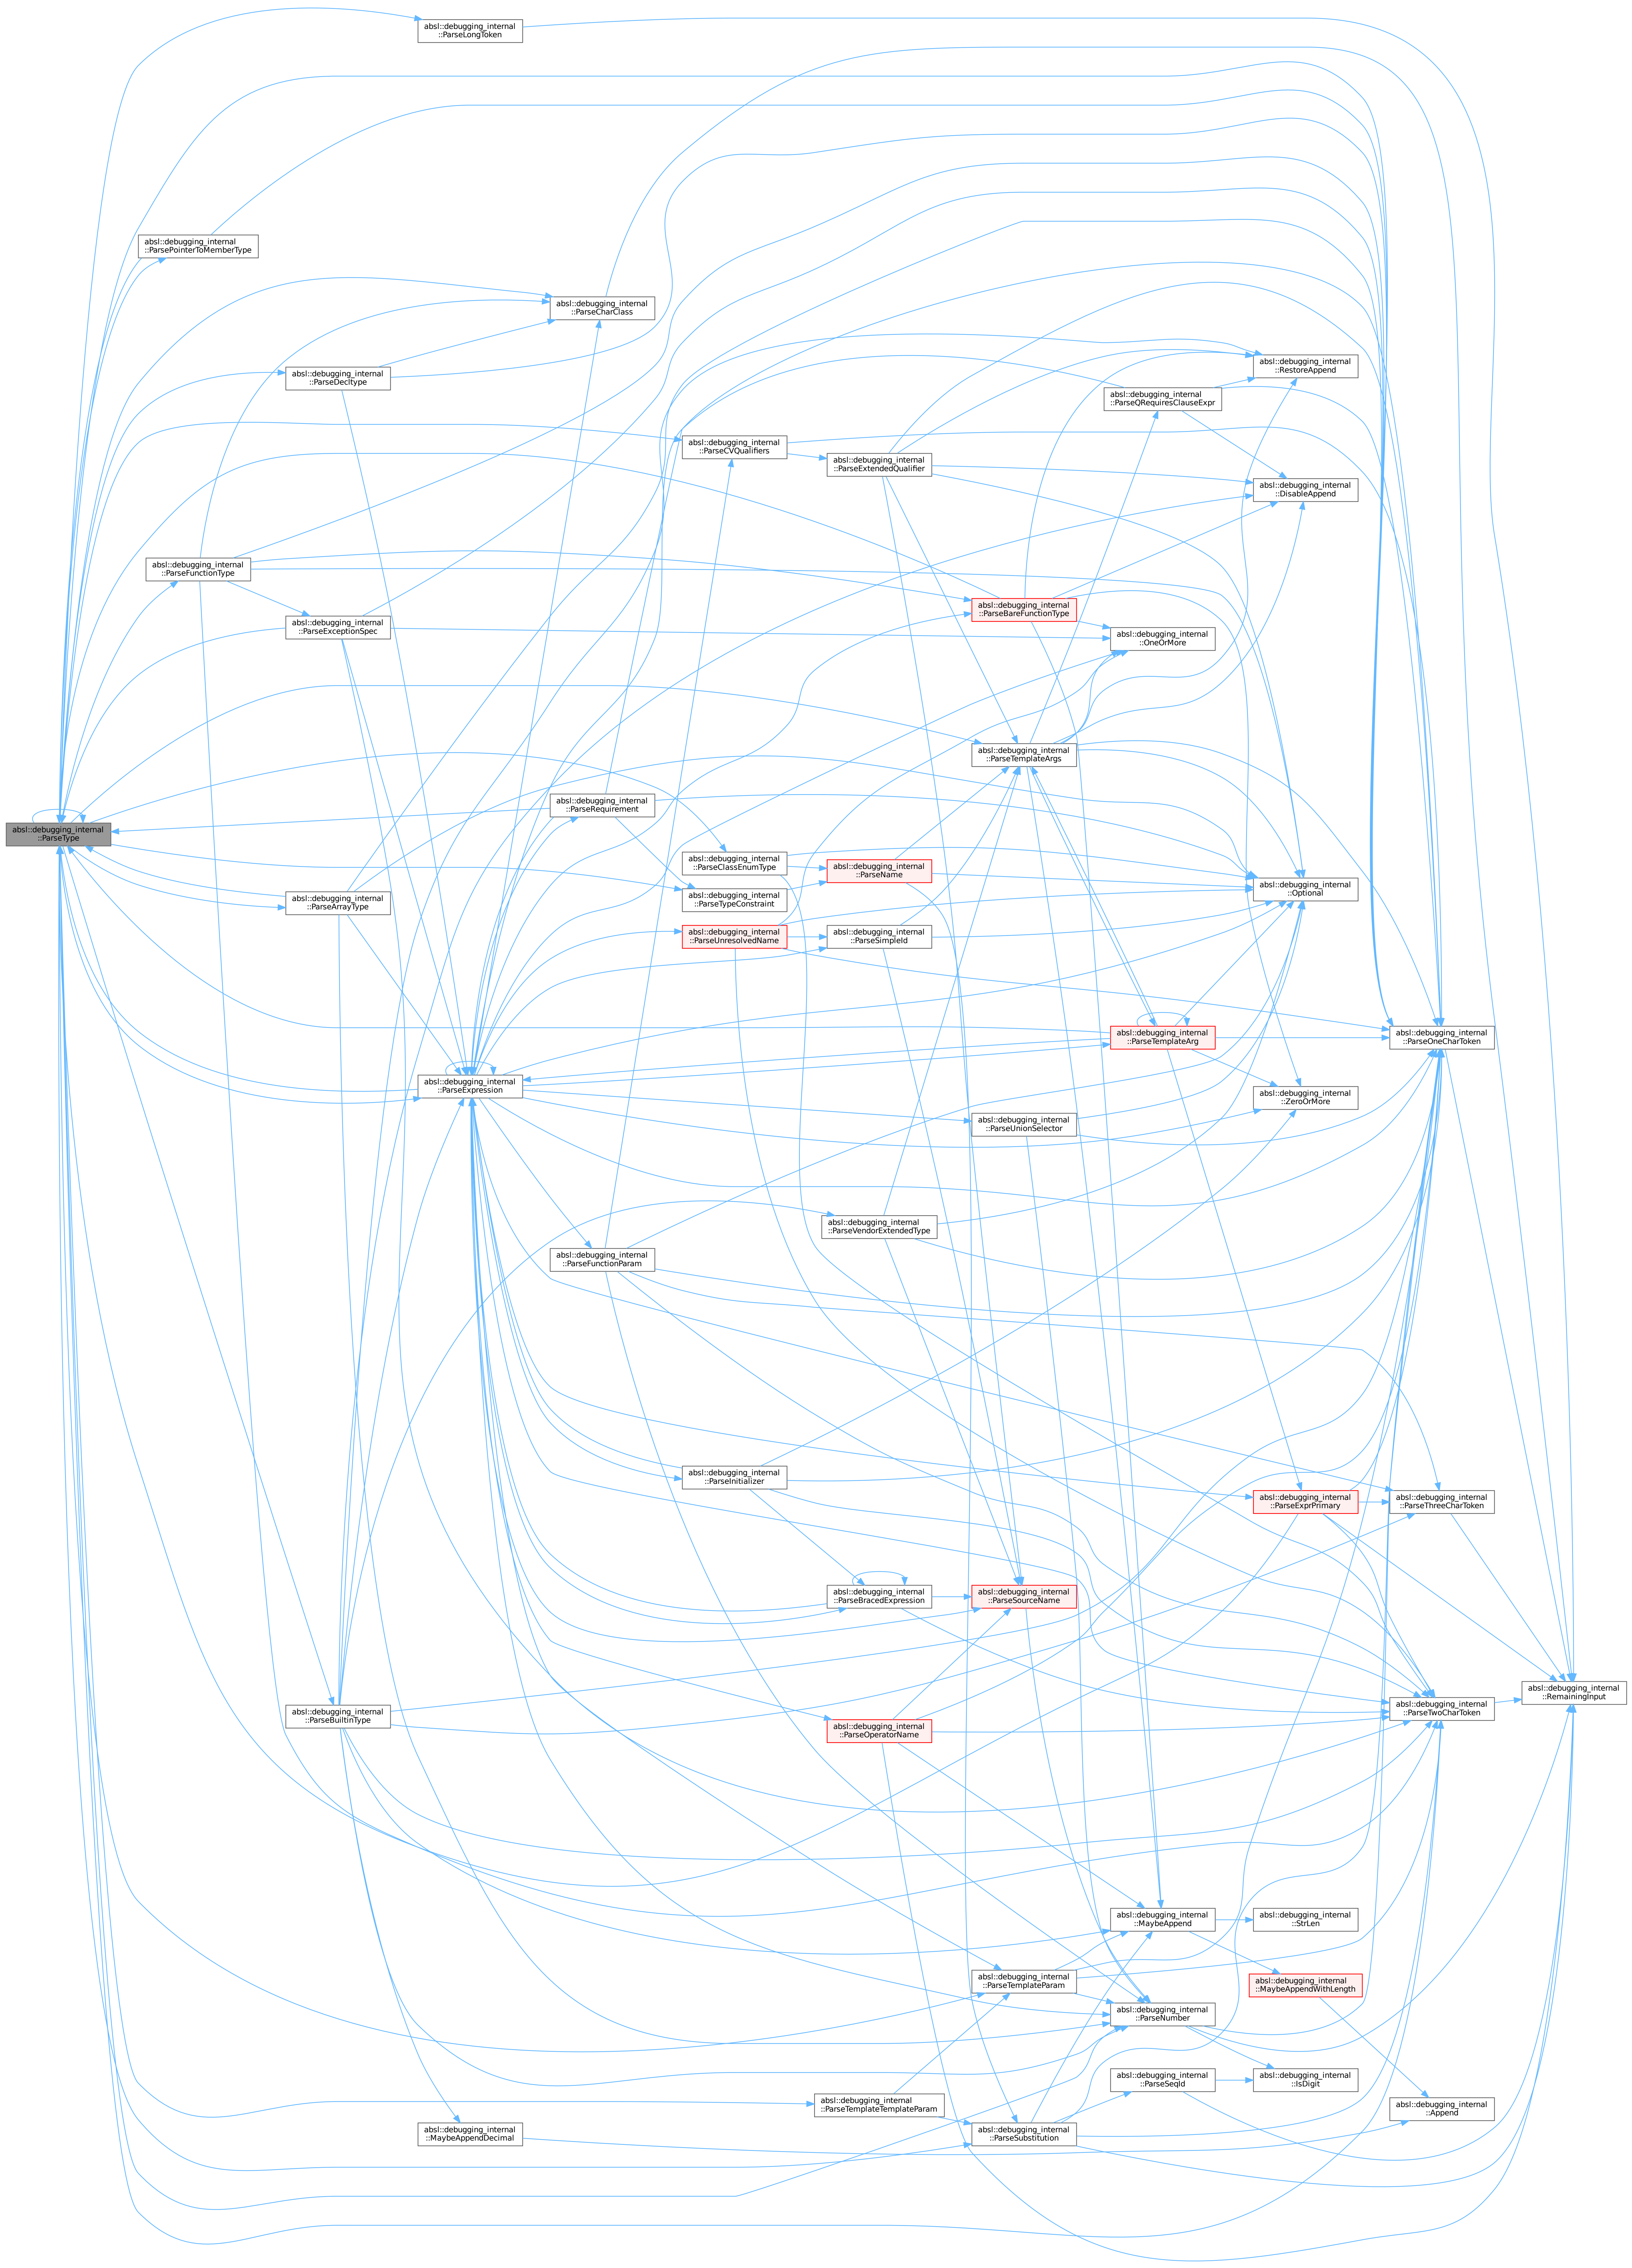 absl::debugging_internal
::ParseLongToken
absl::debugging_internal
::ParsePointerToMemberType
absl::debugging_internal
::ParseCharClass
absl::debugging_internal
::RestoreAppend
absl::debugging_internal
::ParseDecltype
absl::debugging_internal
::ParseQRequiresClauseExpr
absl::debugging_internal
::ParseCVQualifiers
absl::debugging_internal
::ParseExtendedQualifier
absl::debugging_internal
::DisableAppend
absl::debugging_internal
::ParseFunctionType
absl::debugging_internal
::ParseBareFunctionType
absl::debugging_internal
::ParseExceptionSpec
absl::debugging_internal
::OneOrMore
absl::debugging_internal
::ParseTemplateArgs
absl::debugging_internal
::ParseRequirement
absl::debugging_internal
::ParseType
absl::debugging_internal
::ParseClassEnumType
absl::debugging_internal
::ParseName
absl::debugging_internal
::Optional
absl::debugging_internal
::ParseTypeConstraint
absl::debugging_internal
::ParseArrayType
absl::debugging_internal
::ParseUnresolvedName
absl::debugging_internal
::ParseSimpleId
absl::debugging_internal
::ParseTemplateArg
absl::debugging_internal
::ParseOneCharToken
absl::debugging_internal
::ParseExpression
absl::debugging_internal
::ZeroOrMore
absl::debugging_internal
::ParseUnionSelector
absl::debugging_internal
::ParseVendorExtendedType
absl::debugging_internal
::ParseFunctionParam
absl::debugging_internal
::ParseInitializer
absl::debugging_internal
::ParseExprPrimary
absl::debugging_internal
::ParseThreeCharToken
absl::debugging_internal
::ParseBracedExpression
absl::debugging_internal
::ParseSourceName
absl::debugging_internal
::RemainingInput
absl::debugging_internal
::ParseBuiltinType
absl::debugging_internal
::ParseTwoCharToken
absl::debugging_internal
::ParseOperatorName
absl::debugging_internal
::MaybeAppend
absl::debugging_internal
::StrLen
absl::debugging_internal
::ParseTemplateParam
absl::debugging_internal
::MaybeAppendWithLength
absl::debugging_internal
::ParseNumber
absl::debugging_internal
::ParseSeqId
absl::debugging_internal
::IsDigit
absl::debugging_internal
::ParseTemplateTemplateParam
absl::debugging_internal
::Append
absl::debugging_internal
::MaybeAppendDecimal
absl::debugging_internal
::ParseSubstitution